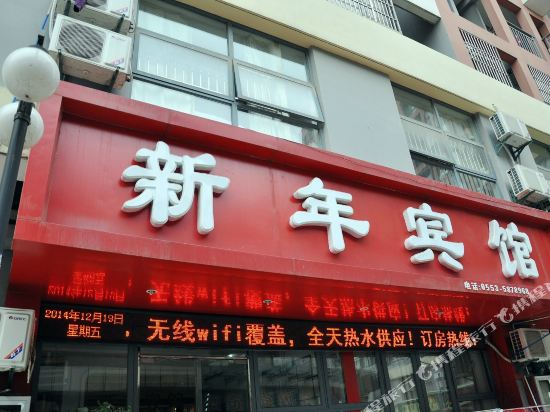 新年宾馆
电话:0553-5878968
2014年12月19日
星期五
，无线wifi覆盖，全天热水供应！订房热线